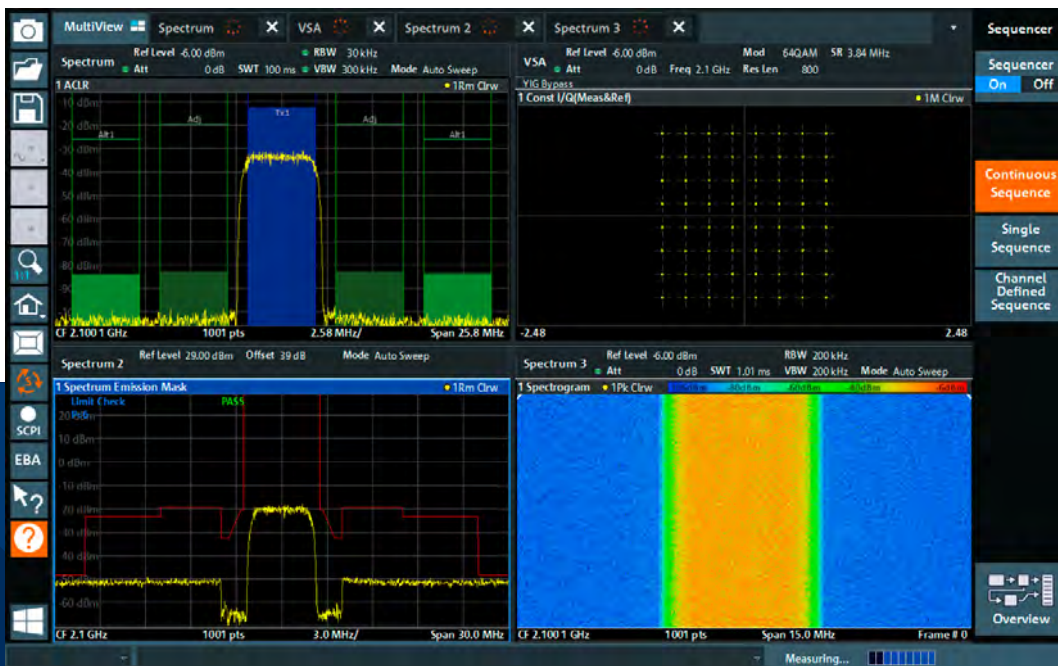 MultiView Spectrum VSA Spectrum 2 Spectrum 3
Sequencer
Spectrum Ref Level -6.00 dBm RBW 30 kHz
Att 0 dB SWT 100 ms VBW 300 kHz Mode Auto Sweep
1 ACLR 1Rm Clrw
-20 dBm
-30 dBm
-40 dBm
-50 dBm
-60 dBm
-70 dBm
-80 dBm
Alt1 Adj Tx1 Adj Alt1
CF 2.1001 GHz 1001 pts 2.58 MHz/ Span 25.8 MHz
VSA Ref Level -6.00 dBm Mod 64QAM SR 3.84 MHz
Att 0 dB Freq 2.1 GHz Res Len 800
YIG Bypass
1 Const I/Q(Meas&Ref) 1M Clrw
-2.48 2.48
Spectrum 2 Ref Level 29.00 dBm Offset 39 dB Mode Auto Sweep
1 Spectrum Emission Mask 1Rm Clrw
Limit Check PASS
20 dBm
10 dBm
0 dBm
-10 dBm
-60 dBm
CF 2.1 GHz 1001 pts 3.0 MHz/ Span 30.0 MHz
Spectrum 3 Ref Level -6.00 dBm RBW 200 kHz
Att 0 dB SWT 1.01 ms VBW 200 kHz Mode Auto Sweep
1 Spectrogram 1Pk Clrw -80dBm -60dBm
CF 2.1001 GHz 1001 pts Span 15.0 MHz Frame # 0
SCPI
EBA
Sequencer
On Off
Continuous
Sequence
Single
Sequence
Channel
Defined
Sequence
Overview
Measuring...